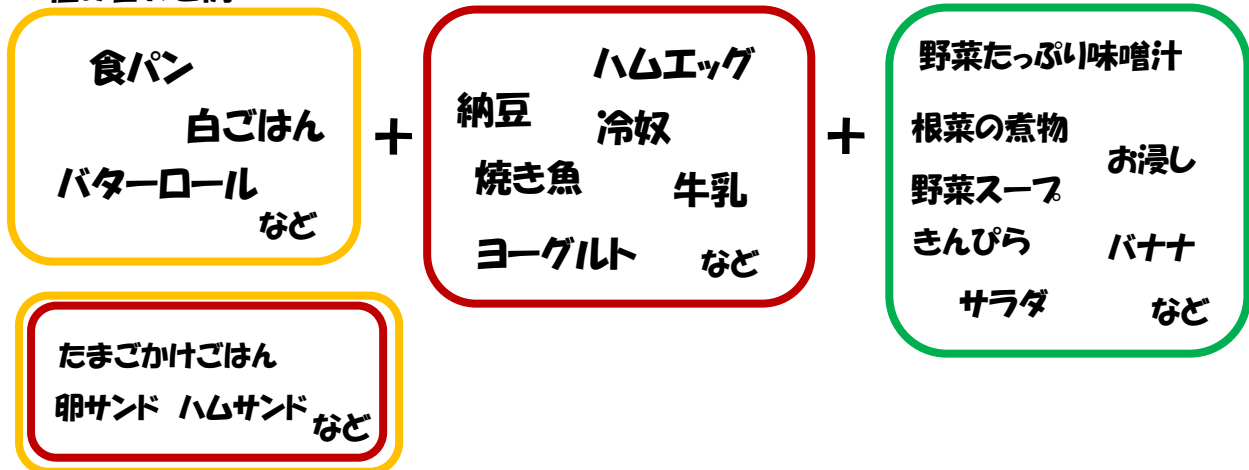 食パン
白ごはん
バターロール
など
+
ハムエッグ
納豆
冷奴
焼き魚
牛乳
ヨーグルト
など
+
野菜たっぷり味噌汁
根菜の煮物
お浸し
野菜スープ
きんぴら
バナナ
サラダ
など
たまごかけごはん
卵サンド ハムサンド
など